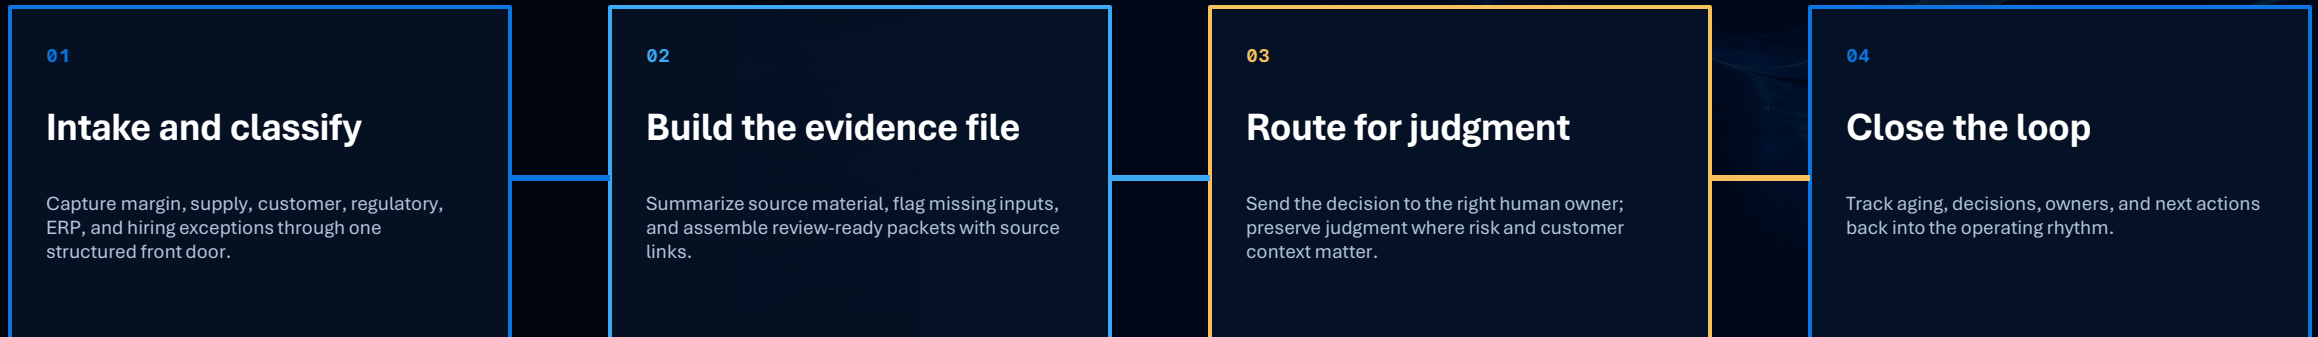 01
Intake and classify
Capture margin, supply, customer, regulatory,
ERP, and hiring exceptions through one
structured front door.
02
Build the evidence file
Summarize source material, flag missing inputs,
and assemble review-ready packets with source
links.
03
Route for judgment
Send the decision to the right human owner;
preserve judgment where risk and customer
context matter.
04
Close the loop
Track aging, decisions, owners, and next actions
back into the operating rhythm.